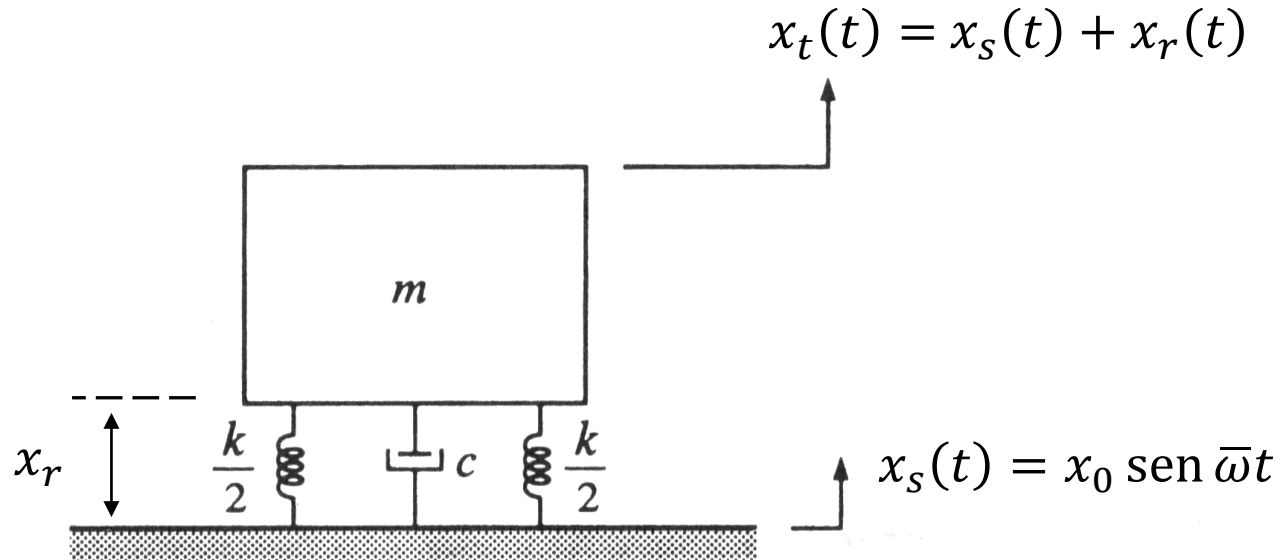 x_t(t) = x_s(t) + x_r(t)
m
x_r
k/2
c
k/2
x_s(t) = x_0 sen ω̅t